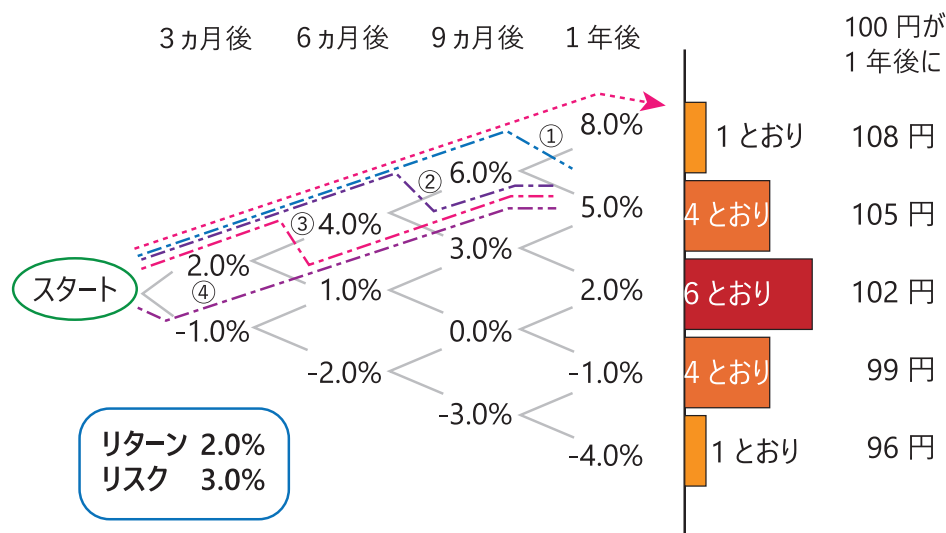 3ヵ月後 6ヵ月後 9ヵ月後 1年後
100円が
1年後に
① 8.0% 1とおり 108円
② 6.0%
③ 4.0% 5.0% 4とおり 105円
2.0% 3.0%
スタート ④ 1.0% 2.0% 6とおり 102円
-1.0% 0.0%
-2.0% -1.0% 4とおり 99円
-3.0%
-4.0% 1とおり 96円
リターン 2.0%
リスク 3.0%